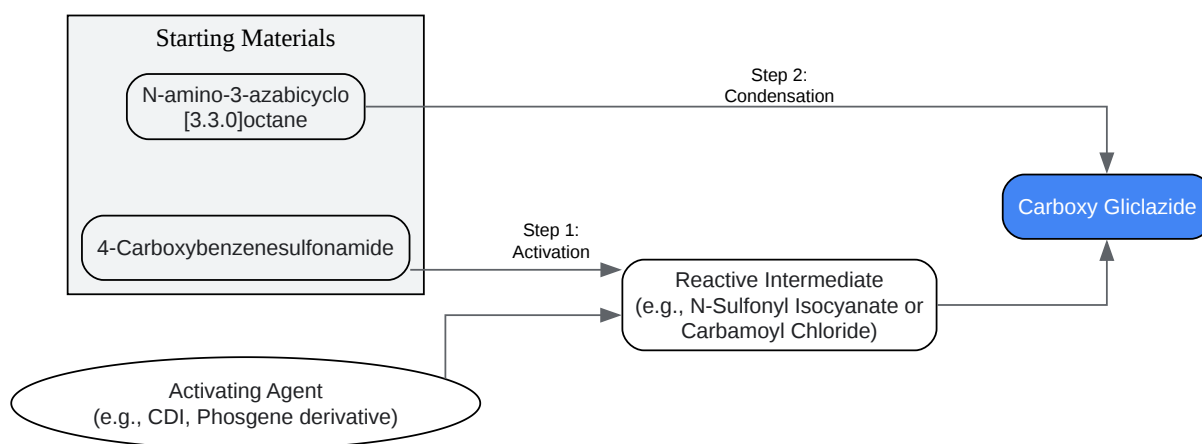 Starting Materials
N-amino-3-azabicyclo
[3.3.0]octane
Step 2:
Condensation
Carboxy Gliclazide
4-Carboxybenzenesulfonamide
Step 1:
Activation
Reactive Intermediate
(e.g., N-Sulfonyl Isocyanate or
Carbamoyl Chloride)
Activating Agent
(e.g., CDI, Phosgene derivative)